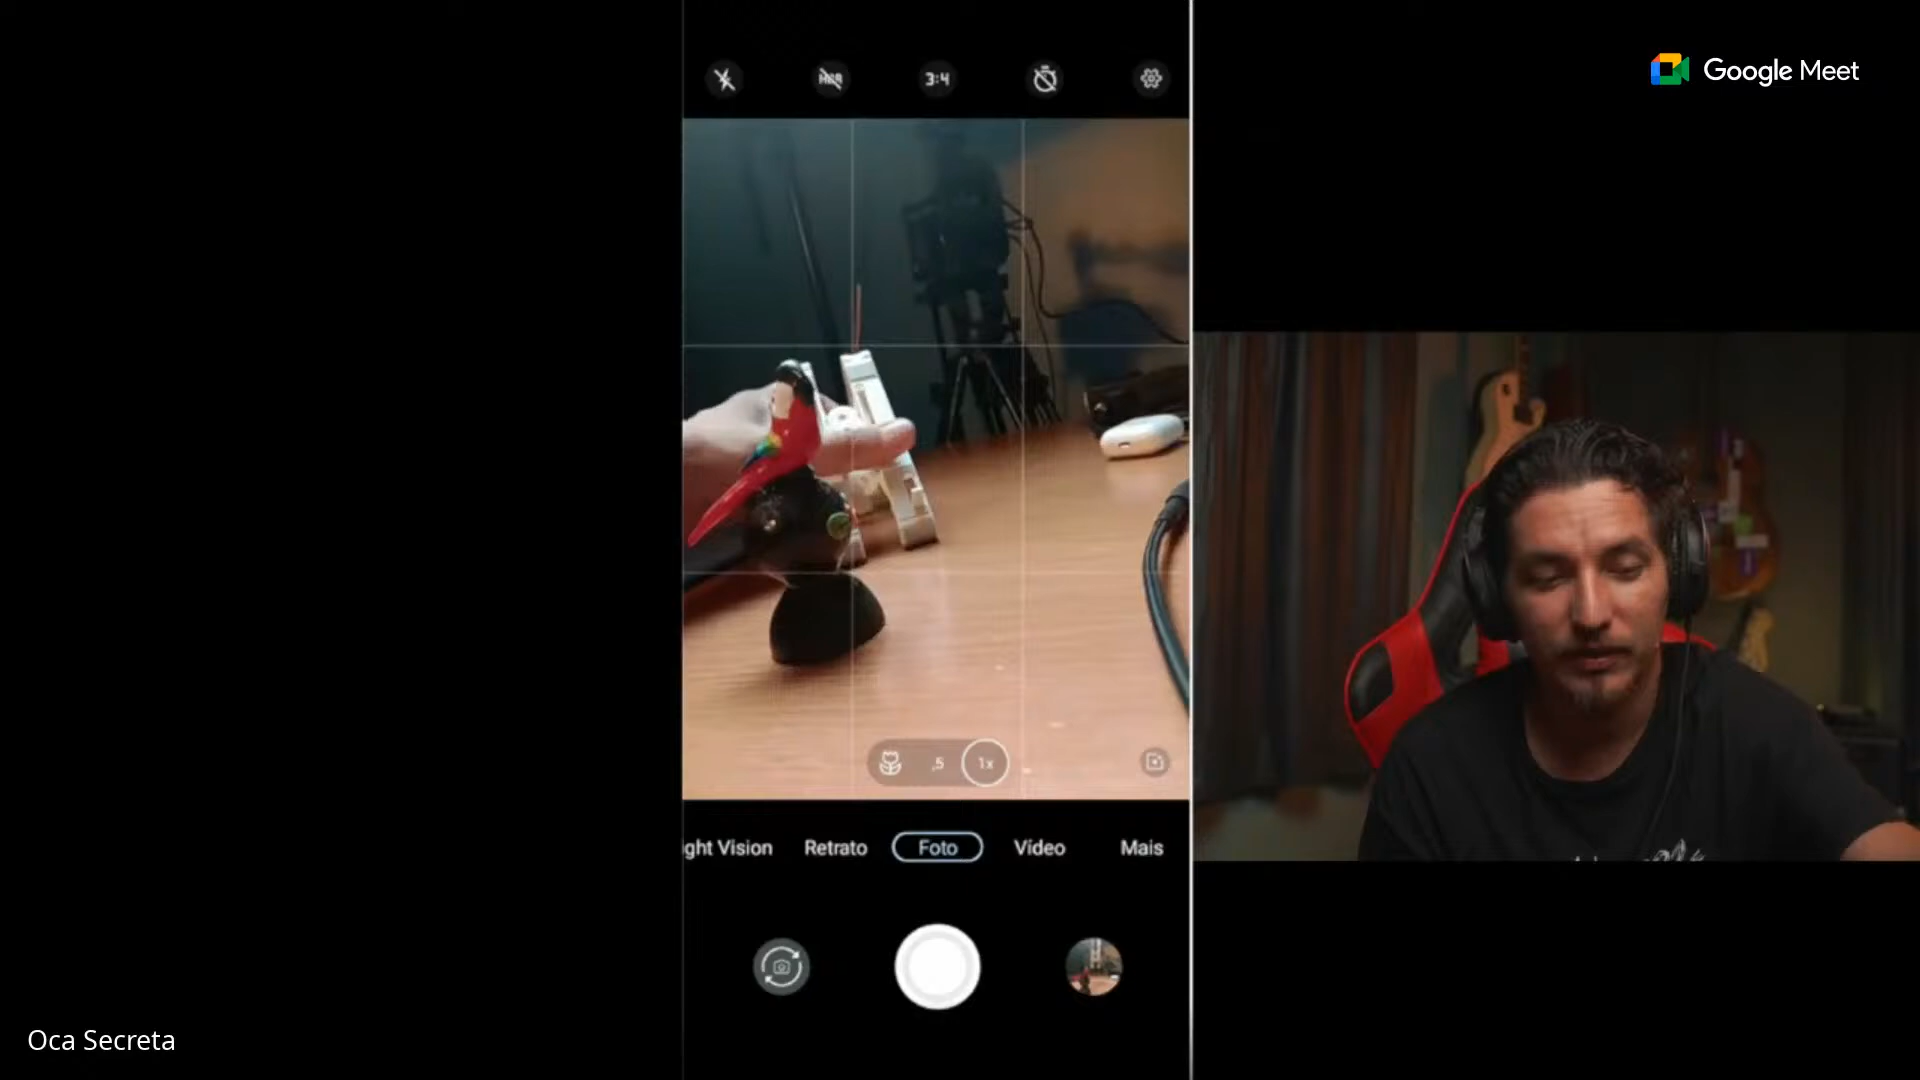 Google Meet
3:4
,5
1x
ght Vision
Retrato
Foto
Vídeo
Mais
Oca Secreta